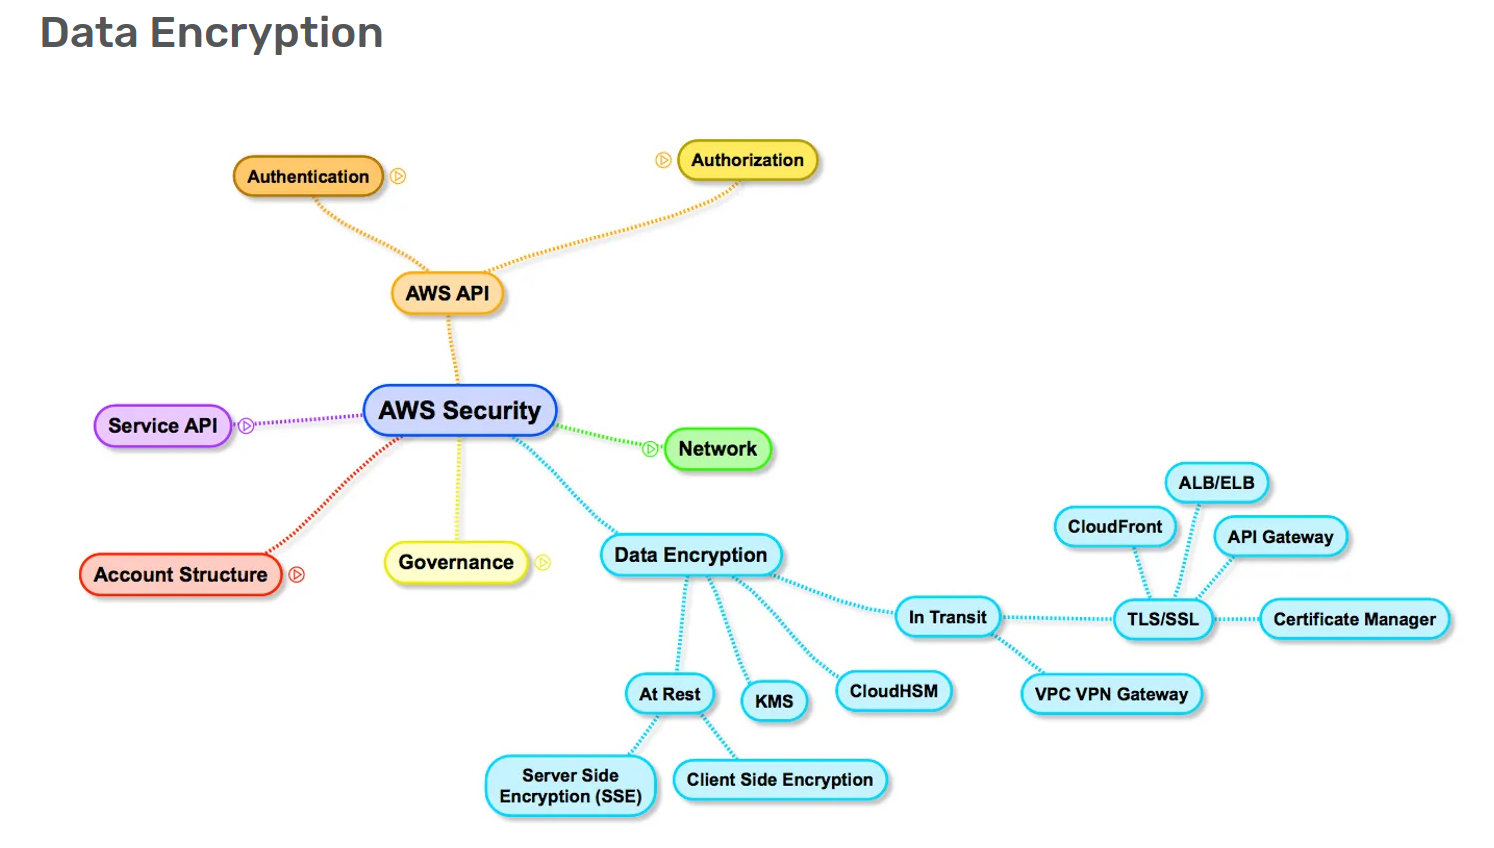 Data Encryption
Authentication
Authorization
AWS API
AWS Security
Service API
Network
Account Structure
Governance
Data Encryption
ALB/ELB
CloudFront
API Gateway
In Transit
TLS/SSL
Certificate Manager
At Rest
KMS
CloudHSM
VPC VPN Gateway
Server Side
Encryption (SSE)
Client Side Encryption